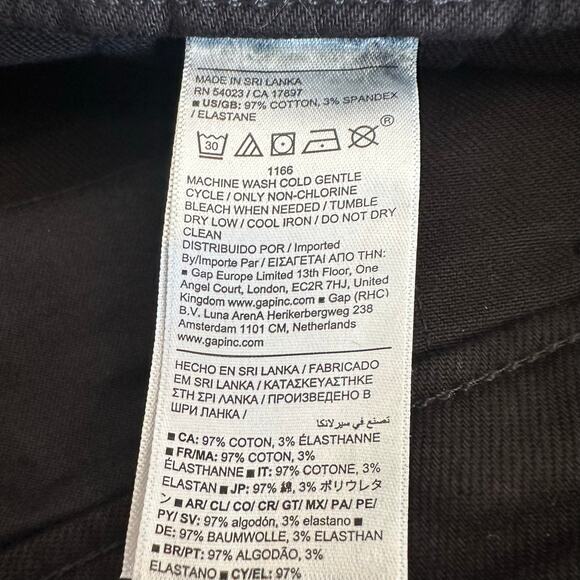 MADE IN SRI LANKA
RN 54023 / CA 17897
■ US/GB: 97% COTTON, 3% SPANDEX
/ ELASTANE
30
®
1166
MACHINE WASH COLD GENTLE
CYCLE / ONLY NON-CHLORINE
BLEACH WHEN NEEDED / TUMBLE
DRY LOW / COOL IRON / DO NOT DRY
CLEAN
DISTRIBUIDO POR / Imported
By/Importe Par / ΕΙΣΑΓΕΤΑΙ ΑΠΟ ΤΗΝ:
■ Gap Europe Limited 13th Floor, One
Angel Court, London, EC2R 7HJ, United
Kingdom www.gapinc.com ■ Gap (RHC)
B.V. Luna ArenA Herikerbergweg 238
Amsterdam 1101 CM, Netherlands
www.gapinc.com
HECHO EN SRI LANKA / FABRICADO
EM SRI LANKA / ΚΑΤΑΣΚΕΥΑΣΤΗΚΕ
ΣΤΗ ΣΡΙ ΛΑΝΚΑ / ПРОИЗВЕДЕНО В
ШРИ ЛАНКА /
تصنع في سيرلانكا
■ CA: 97% COTON, 3% ÉLASTHANNE
■ FR/MA: 97% COTON, 3%
ÉLASTHANNE ■ IT: 97% COTONE, 3%
ELASTAN ■ JP: 97% 綿, 3% ポリウレタ
ン ■ AR/ CL/ CO/ CR/ GT/ MX/ PA/ PE/
PY/ SV: 97% algodón, 3% elastano ■
DE: 97% BAUMWOLLE, 3% ELASTHAN
■ BR/PT: 97% ALGODÃO, 3%
ELASTANO ■ CY/EL: 97%